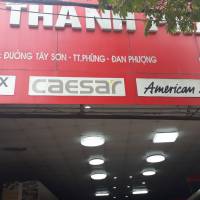 THANH
: ĐƯỜNG TÂY SƠN - TT.PHÙNG - ĐAN PHƯỢNG
X caesar American